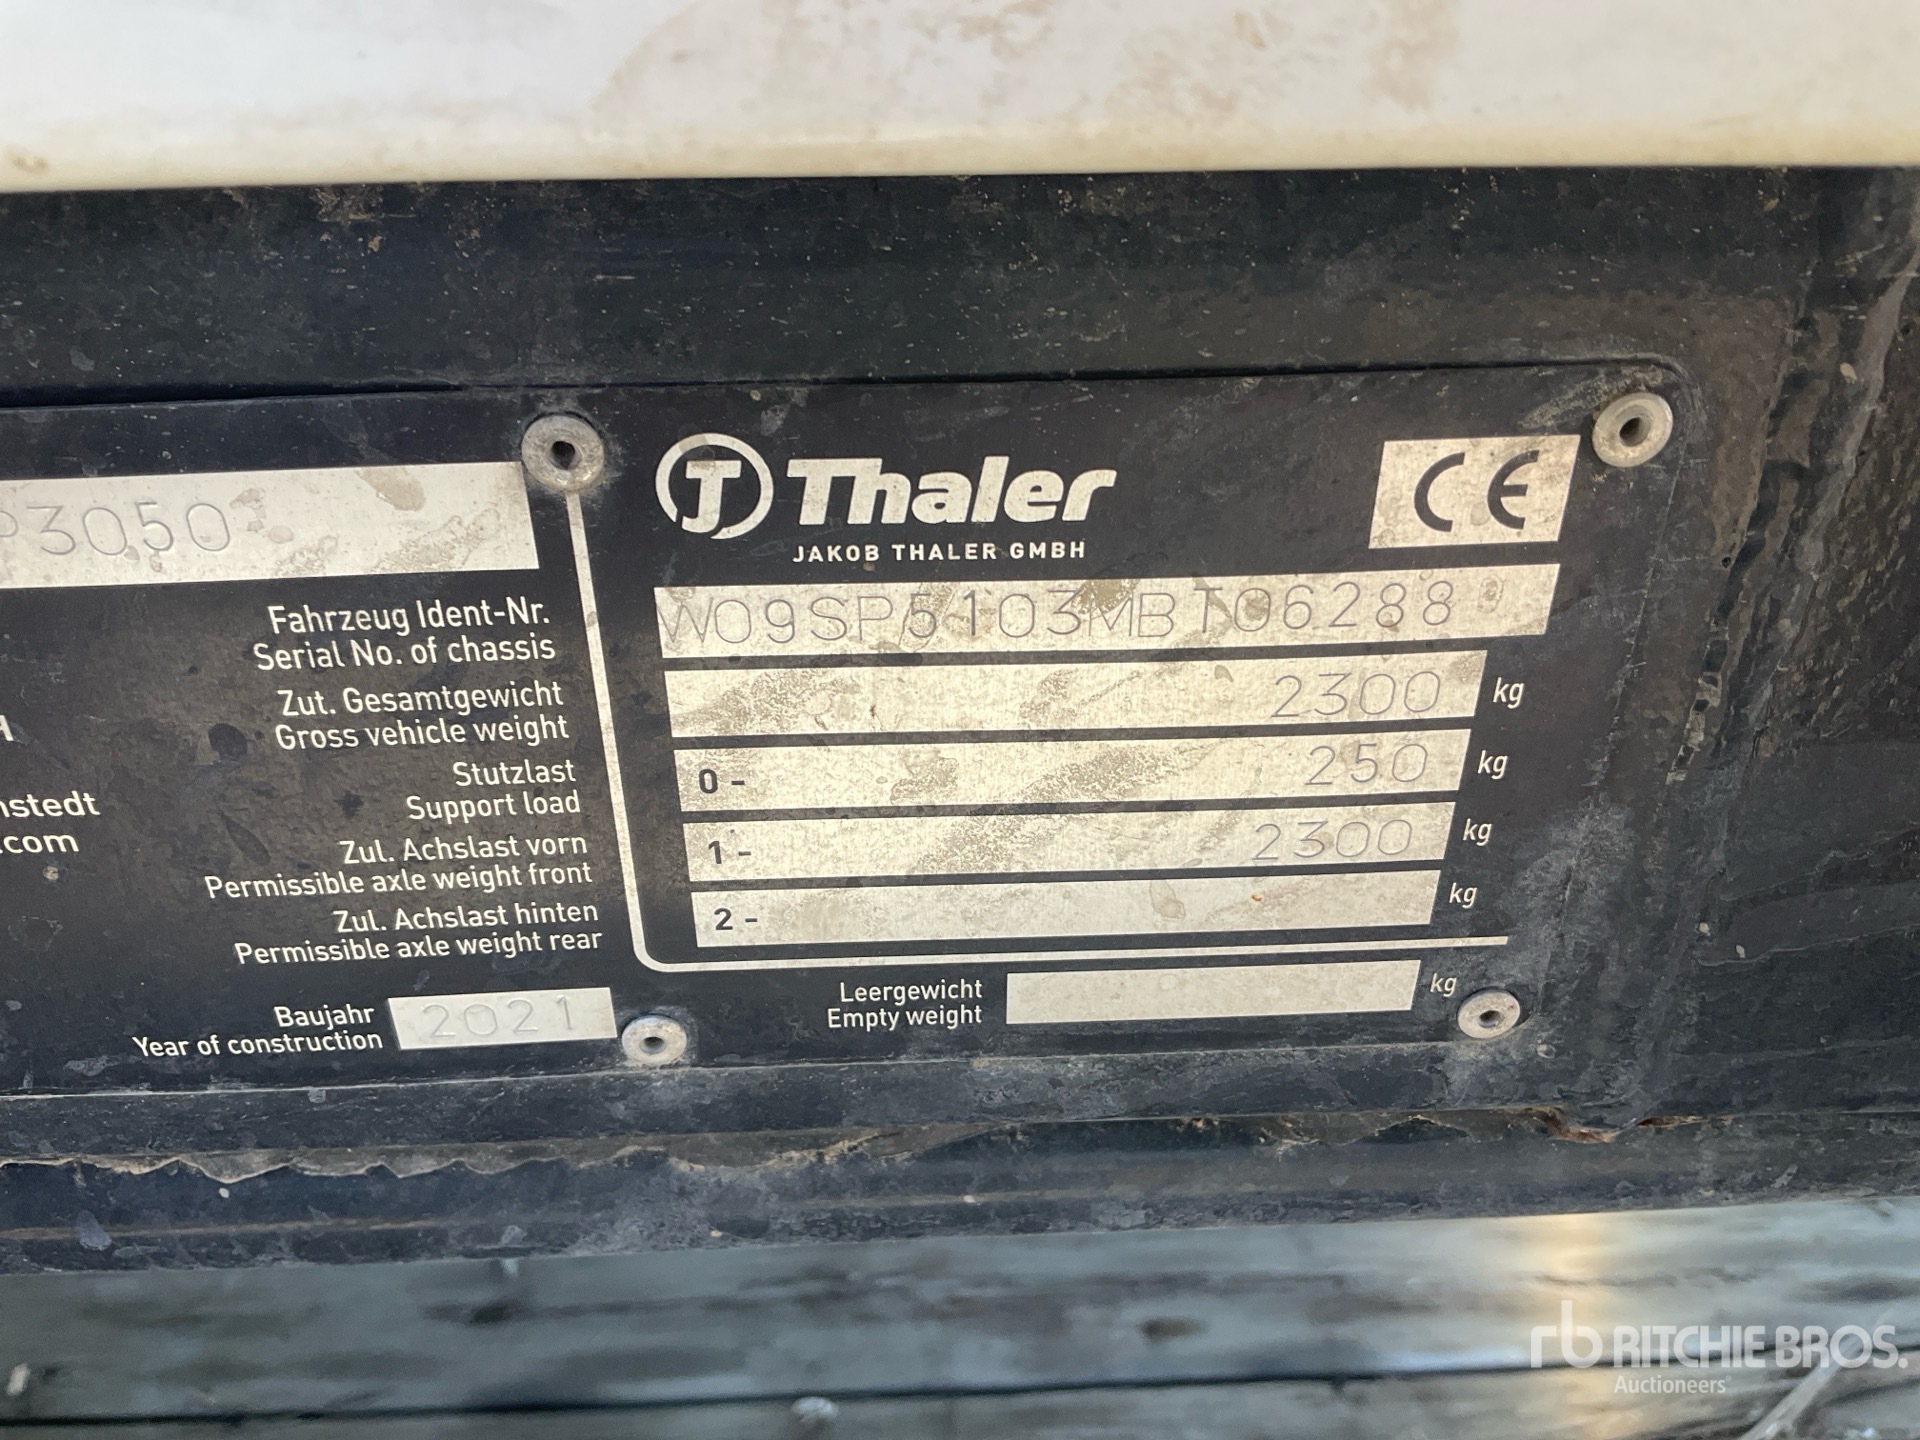 P3050
J Thaler
JAKOB THALER GMBH
CE
Fahrzeug Ident-Nr.
Serial No. of chassis
W09SP5103MBT06288
Zul. Gesamtgewicht
Gross vehicle weight
2300 kg
Stutzlast
Support load
0- 250 kg
Zul. Achslast vorn
Permissible axle weight front
1- 2300 kg
Zul. Achslast hinten
Permissible axle weight rear
2- kg
nstedt
.com
Baujahr
Year of construction
2021
Leergewicht
Empty weight
kg
rb RITCHIE BROS.
Auctioneers